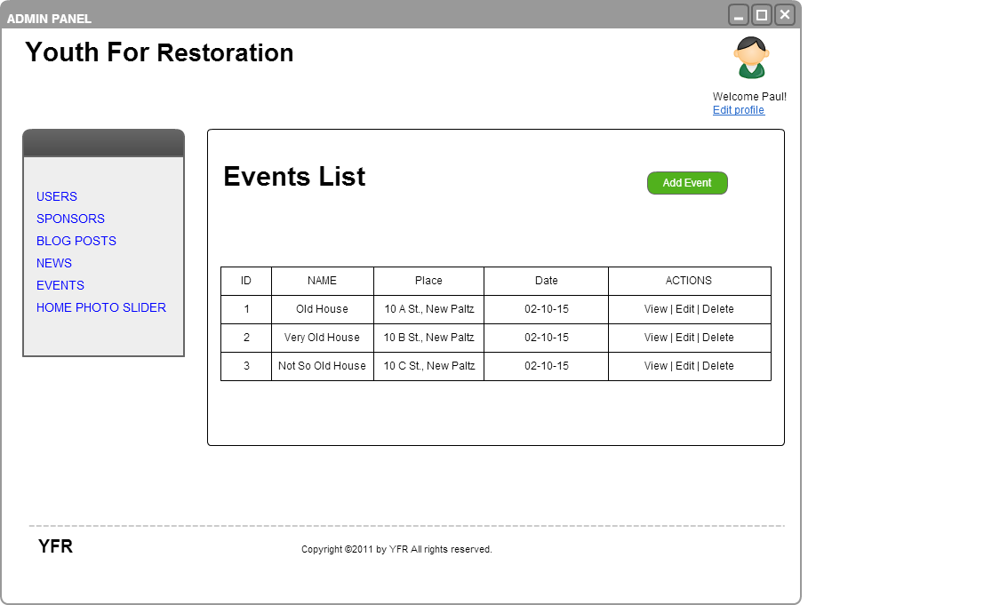 ADMIN PANEL
Youth For Restoration
Welcome Paul!
Edit profile
USERS
SPONSORS
BLOG POSTS
NEWS
EVENTS
HOME PHOTO SLIDER
Events List
Add Event
ID NAME Place Date ACTIONS
1 Old House 10 A St., New Paltz 02-10-15 View | Edit | Delete
2 Very Old House 10 B St., New Paltz 02-10-15 View | Edit | Delete
3 Not So Old House 10 C St., New Paltz 02-10-15 View | Edit | Delete
YFR
Copyright ©2011 by YFR All rights reserved.